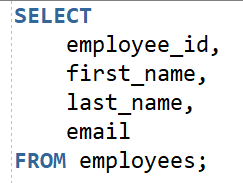 SELECT
    employee_id,
    first_name,
    last_name,
    email
FROM employees;